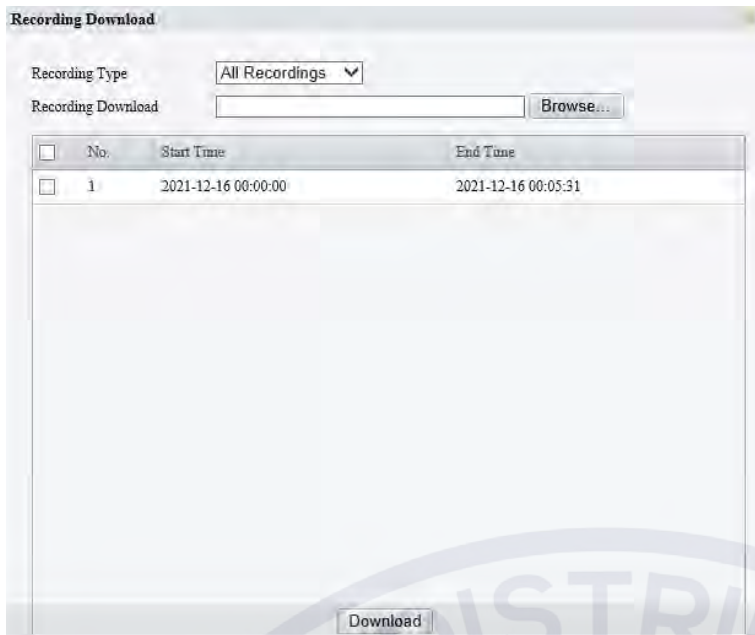 Recording Download
Recording Type All Recordings
Recording Download Browse...
No. Start Time End Time
1 2021-12-16 00:00:00 2021-12-16 00:05:31
Download